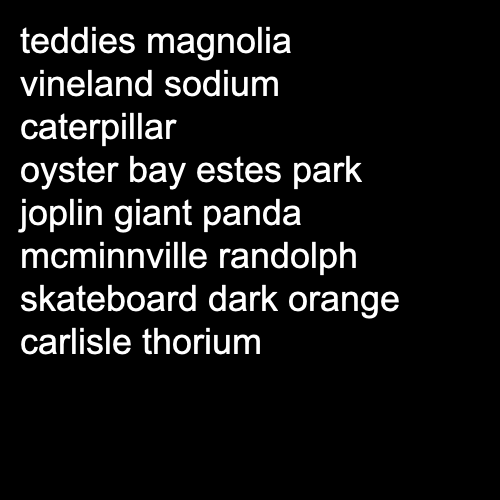 teddies magnolia
vineland sodium
caterpillar
oyster bay estes park
joplin giant panda
mcminnville randolph
skateboard dark orange
carlisle thorium